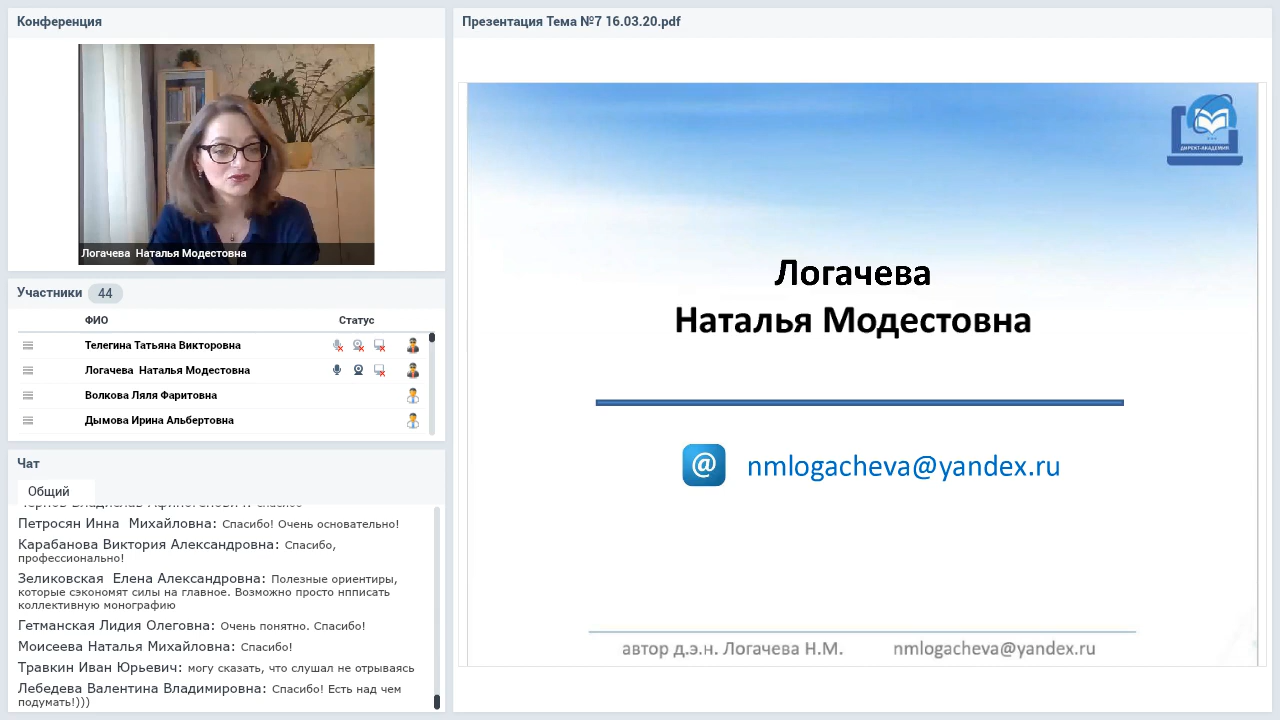 Конференция
Логачева  Наталья Модестовна
Участники 44
ФИО Статус
Телегина Татьяна Викторовна
Логачева  Наталья Модестовна
Волкова Ляля Фаритовна
Дымова Ирина Альбертовна
Чат
Общий
Петросян Инна  Михайловна: Спасибо! Очень основательно!
Карабанова Виктория Александровна: Спасибо,
профессионально!
Зеликовская  Елена Александровна: Полезные ориентиры,
которые сэкономят силы на главное. Возможно просто нпписать
коллективную монографию
Гетманская Лидия Олеговна: Очень понятно. Спасибо!
Моисеева Наталья Михайловна: Спасибо!
Травкин Иван Юрьевич: могу сказать, что слушал не отрываясь
Лебедева Валентина Владимировна: Спасибо! Есть над чем
подумать!)))
Презентация Тема №7 16.03.20.pdf
ДИРЕКТ-АКАДЕМИЯ
Логачева
Наталья Модестовна
@ nmlogacheva@yandex.ru
автор д.э.н. Логачева Н.М. nmlogacheva@yandex.ru